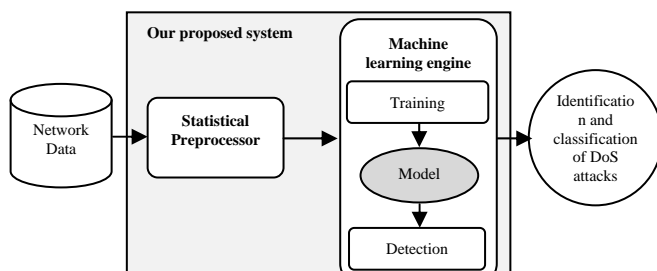 Our proposed system
Network
Data
Statistical
Preprocessor
Machine
learning engine
Training
Model
Detection
Identificatio
n and
classification
of DoS
attacks